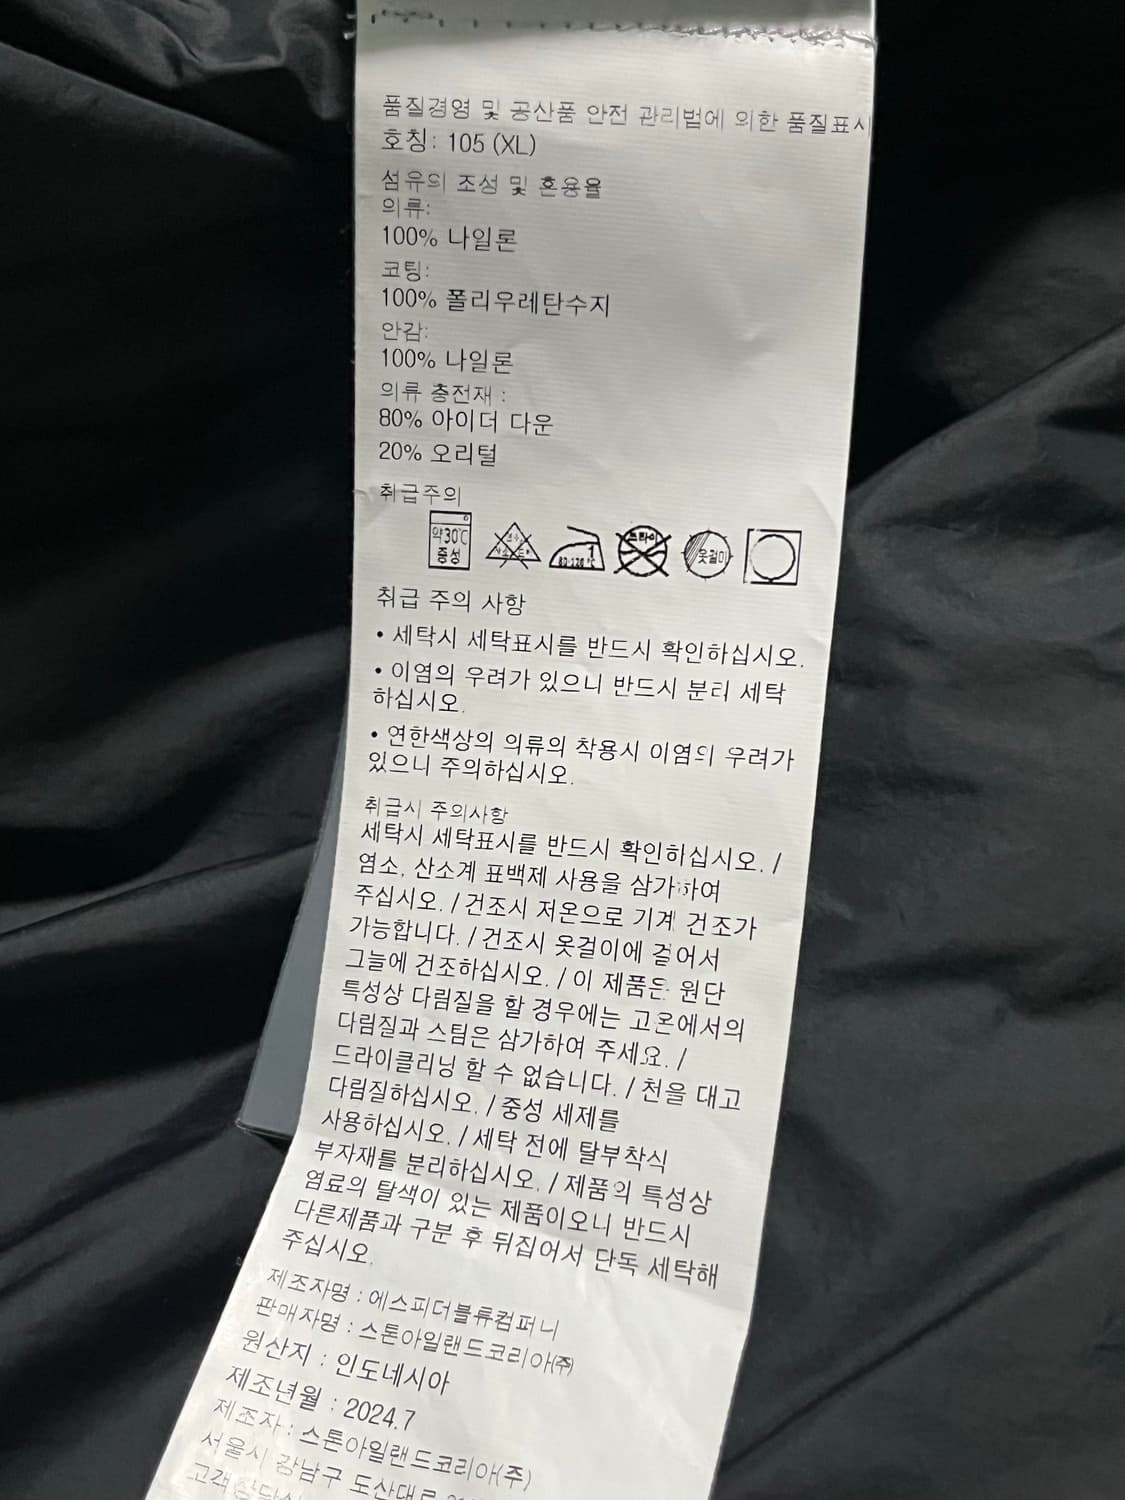 품질경영 및 공산품 안전 관리법에 의한 품질표시
호칭: 105 (XL)
섬유의 조성 및 혼용율
의류:
100% 나일론
코팅:
100% 폴리우레탄수지
안감:
100% 나일론
의류 충전재 :
80% 아이더 다운
20% 오리털
취급주의
약30℃ 중성 80-120℃ 1 드라이 옷걸이
취급 주의 사항
• 세탁시 세탁표시를 반드시 확인하십시오.
• 이염의 우려가 있으니 반드시 분리 세탁
하십시오.
• 연한색상의 의류의 착용시 이염의 우려가
있으니 주의하십시오.
취급시 주의사항
세탁시 세탁표시를 반드시 확인하십시오. /
염소, 산소계 표백제 사용을 삼가하여
주십시오. / 건조시 저온으로 기계 건조가
가능합니다. / 건조시 옷걸이에 걸어서
그늘에 건조하십시오. / 이 제품은 원단
특성상 다림질을 할 경우에는 고온에서의
다림질과 스팀은 삼가하여 주세요. /
드라이클리닝 할 수 없습니다. / 천을 대고
다림질하십시오. / 중성 세제를
사용하십시오. / 세탁 전에 탈부착식
부자재를 분리하십시오. / 제품의 특성상
염료의 탈색이 있는 제품이오니 반드시
다른제품과 구분 후 뒤집어서 단독 세탁해
주십시오.
제조자명 : 에스피더블류컴퍼니
판매자명 : 스톤아일랜드코리아㈜
원산지 : 인도네시아
제조년월 : 2024.7
제조자 : 스톤아일랜드코리아(주)
서울시 강남구 도산대로